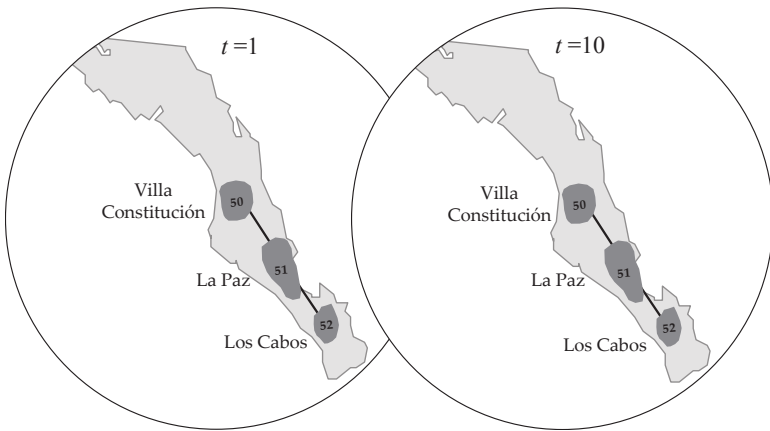 t =1
Villa
Constitución
50
La Paz
51
Los Cabos
52
t =10
Villa
Constitución
50
La Paz
51
Los Cabos
52